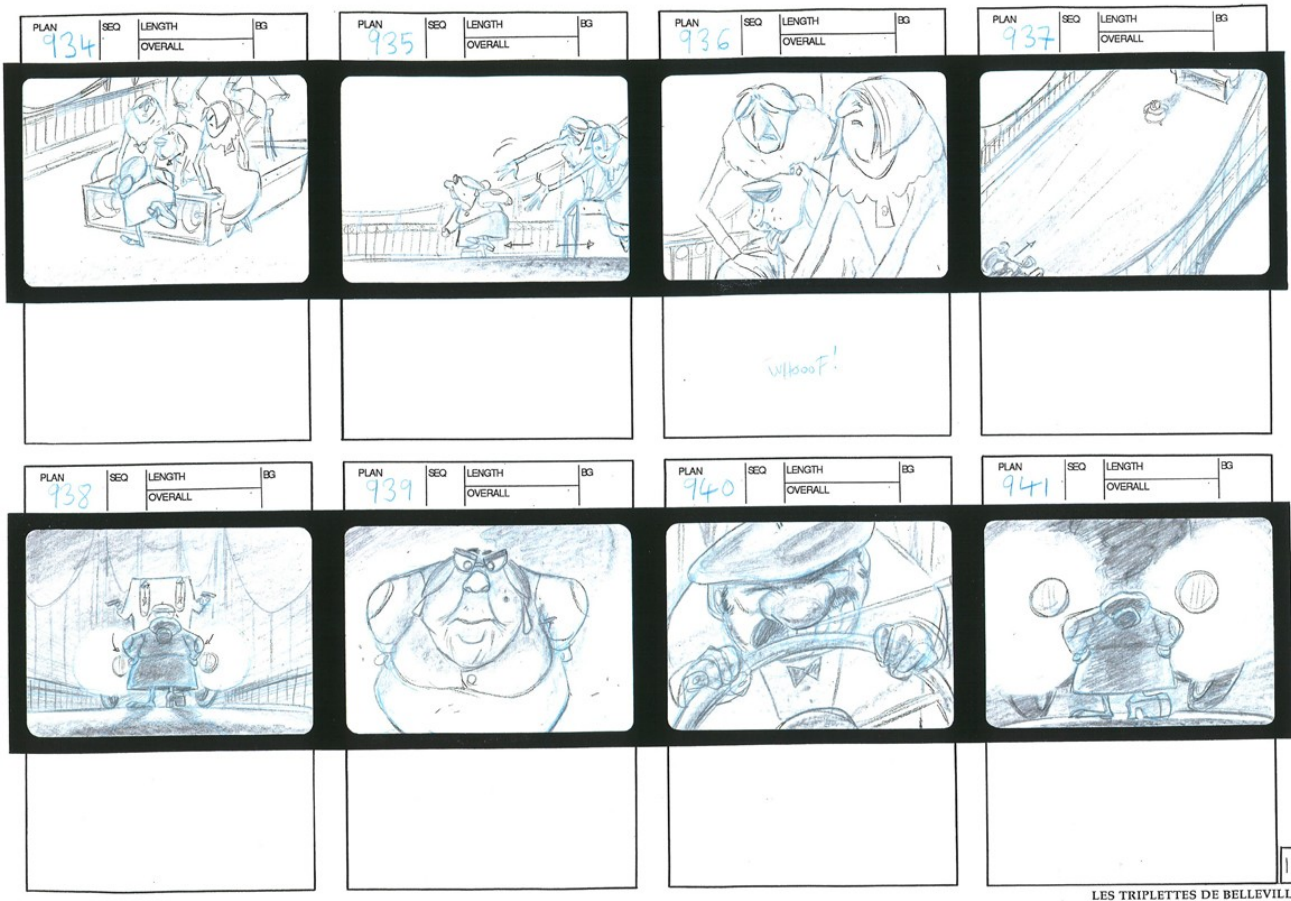 PLAN SEQ LENGTH BG
934 OVERALL
PLAN SEQ LENGTH BG
935 OVERALL
PLAN SEQ LENGTH BG
936 OVERALL
PLAN SEQ LENGTH BG
937 OVERALL
WHoooF!
PLAN SEQ LENGTH BG
938 OVERALL
PLAN SEQ LENGTH BG
939 OVERALL
PLAN SEQ LENGTH BG
940 OVERALL
PLAN SEQ LENGTH BG
941 OVERALL
1
LES TRIPLETTES DE BELLEVILL